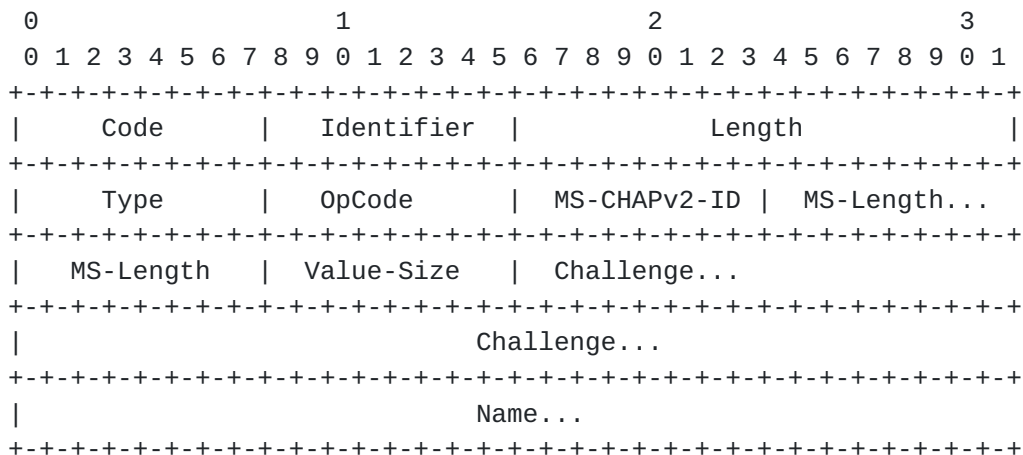 0                   1                   2                   3
 0 1 2 3 4 5 6 7 8 9 0 1 2 3 4 5 6 7 8 9 0 1 2 3 4 5 6 7 8 9 0 1
+-+-+-+-+-+-+-+-+-+-+-+-+-+-+-+-+-+-+-+-+-+-+-+-+-+-+-+-+-+-+-+-+
|     Code      |   Identifier  |            Length             |
+-+-+-+-+-+-+-+-+-+-+-+-+-+-+-+-+-+-+-+-+-+-+-+-+-+-+-+-+-+-+-+-+
|     Type      |   OpCode      |  MS-CHAPv2-ID |  MS-Length...
+-+-+-+-+-+-+-+-+-+-+-+-+-+-+-+-+-+-+-+-+-+-+-+-+-+-+-+-+-+-+-+-+
|   MS-Length   |  Value-Size   |  Challenge...
+-+-+-+-+-+-+-+-+-+-+-+-+-+-+-+-+-+-+-+-+-+-+-+-+-+-+-+-+-+-+-+-+
|                             Challenge...
+-+-+-+-+-+-+-+-+-+-+-+-+-+-+-+-+-+-+-+-+-+-+-+-+-+-+-+-+-+-+-+-+
|                             Name...
+-+-+-+-+-+-+-+-+-+-+-+-+-+-+-+-+-+-+-+-+-+-+-+-+-+-+-+-+-+-+-+-+